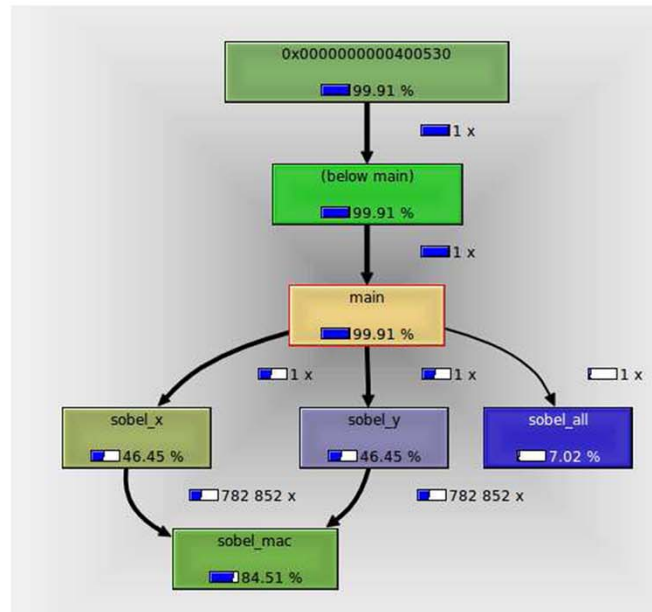 0x0000000000400530
99.91 %
1 x
(below main)
99.91 %
1 x
main
99.91 %
1 x 1 x 1 x
sobel_x sobel_y sobel_all
46.45 % 46.45 % 7.02 %
782 852 x 782 852 x
sobel_mac
84.51 %